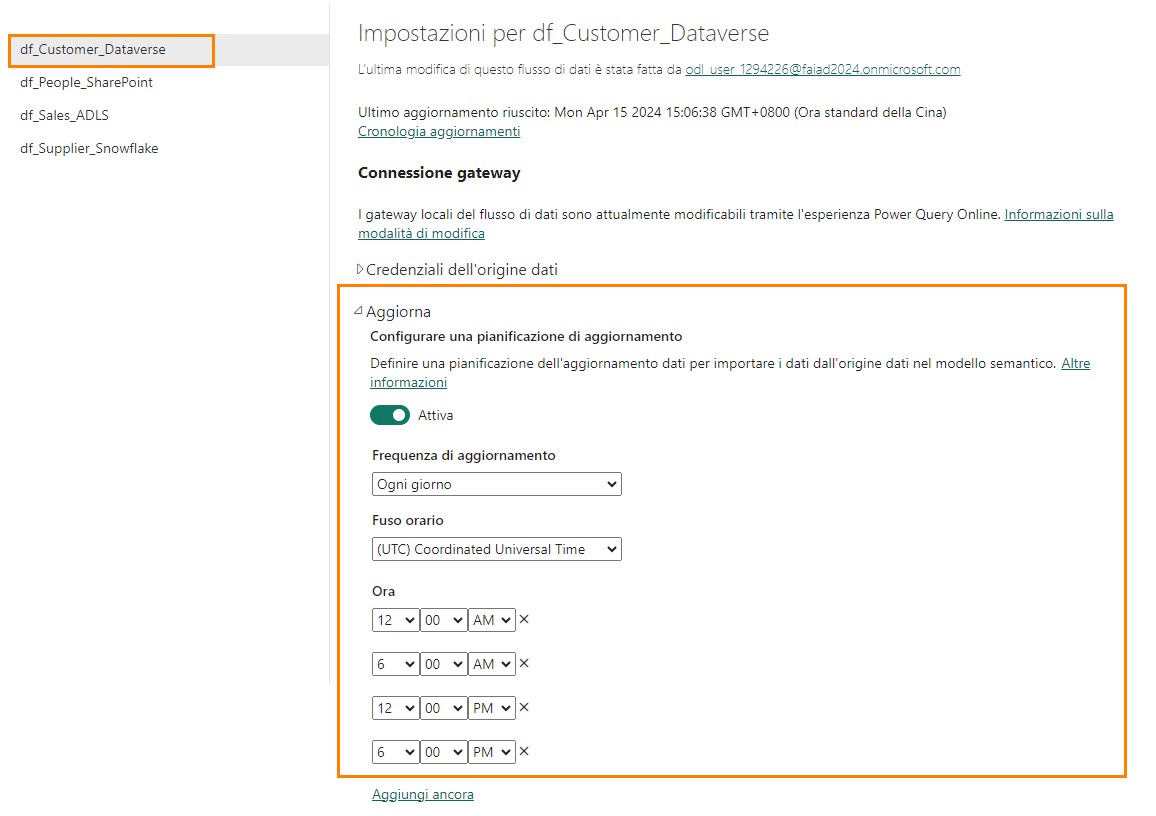 df_Customer_Dataverse
df_People_SharePoint
df_Sales_ADLS
df_Supplier_Snowflake
Impostazioni per df_Customer_Dataverse
L'ultima modifica di questo flusso di dati è stata fatta da odl_user_1294226@faiad2024.onmicrosoft.com
Ultimo aggiornamento riuscito: Mon Apr 15 2024 15:06:38 GMT+0800 (Ora standard della Cina)
Cronologia aggiornamenti
Connessione gateway
I gateway locali del flusso di dati sono attualmente modificabili tramite l'esperienza Power Query Online. Informazioni sulla
modalità di modifica
Credenziali dell'origine dati
Aggiorna
Configurare una pianificazione di aggiornamento
Definire una pianificazione dell'aggiornamento dati per importare i dati dall'origine dati nel modello semantico. Altre
informazioni
Attiva
Frequenza di aggiornamento
Ogni giorno
Fuso orario
(UTC) Coordinated Universal Time
Ora
12 00 AM
6 00 AM
12 00 PM
6 00 PM
Aggiungi ancora